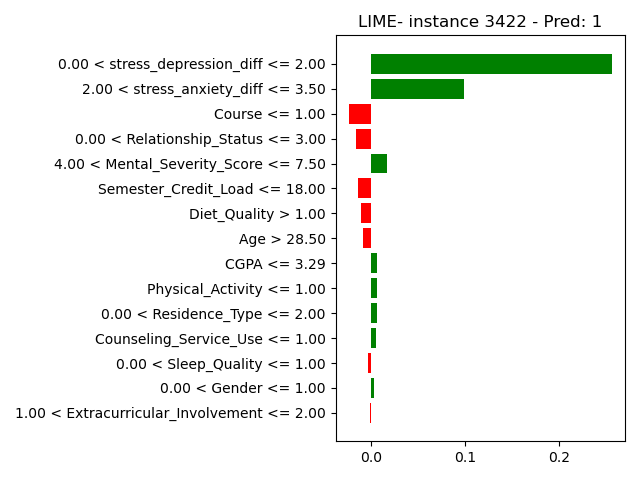 LIME- instance 3422 - Pred: 1
0.00 < stress_depression_diff <= 2.00
2.00 < stress_anxiety_diff <= 3.50
Course <= 1.00
0.00 < Relationship_Status <= 3.00
4.00 < Mental_Severity_Score <= 7.50
Semester_Credit_Load <= 18.00
Diet_Quality > 1.00
Age > 28.50
CGPA <= 3.29
Physical_Activity <= 1.00
0.00 < Residence_Type <= 2.00
Counseling_Service_Use <= 1.00
0.00 < Sleep_Quality <= 1.00
0.00 < Gender <= 1.00
1.00 < Extracurricular_Involvement <= 2.00
0.0 0.1 0.2